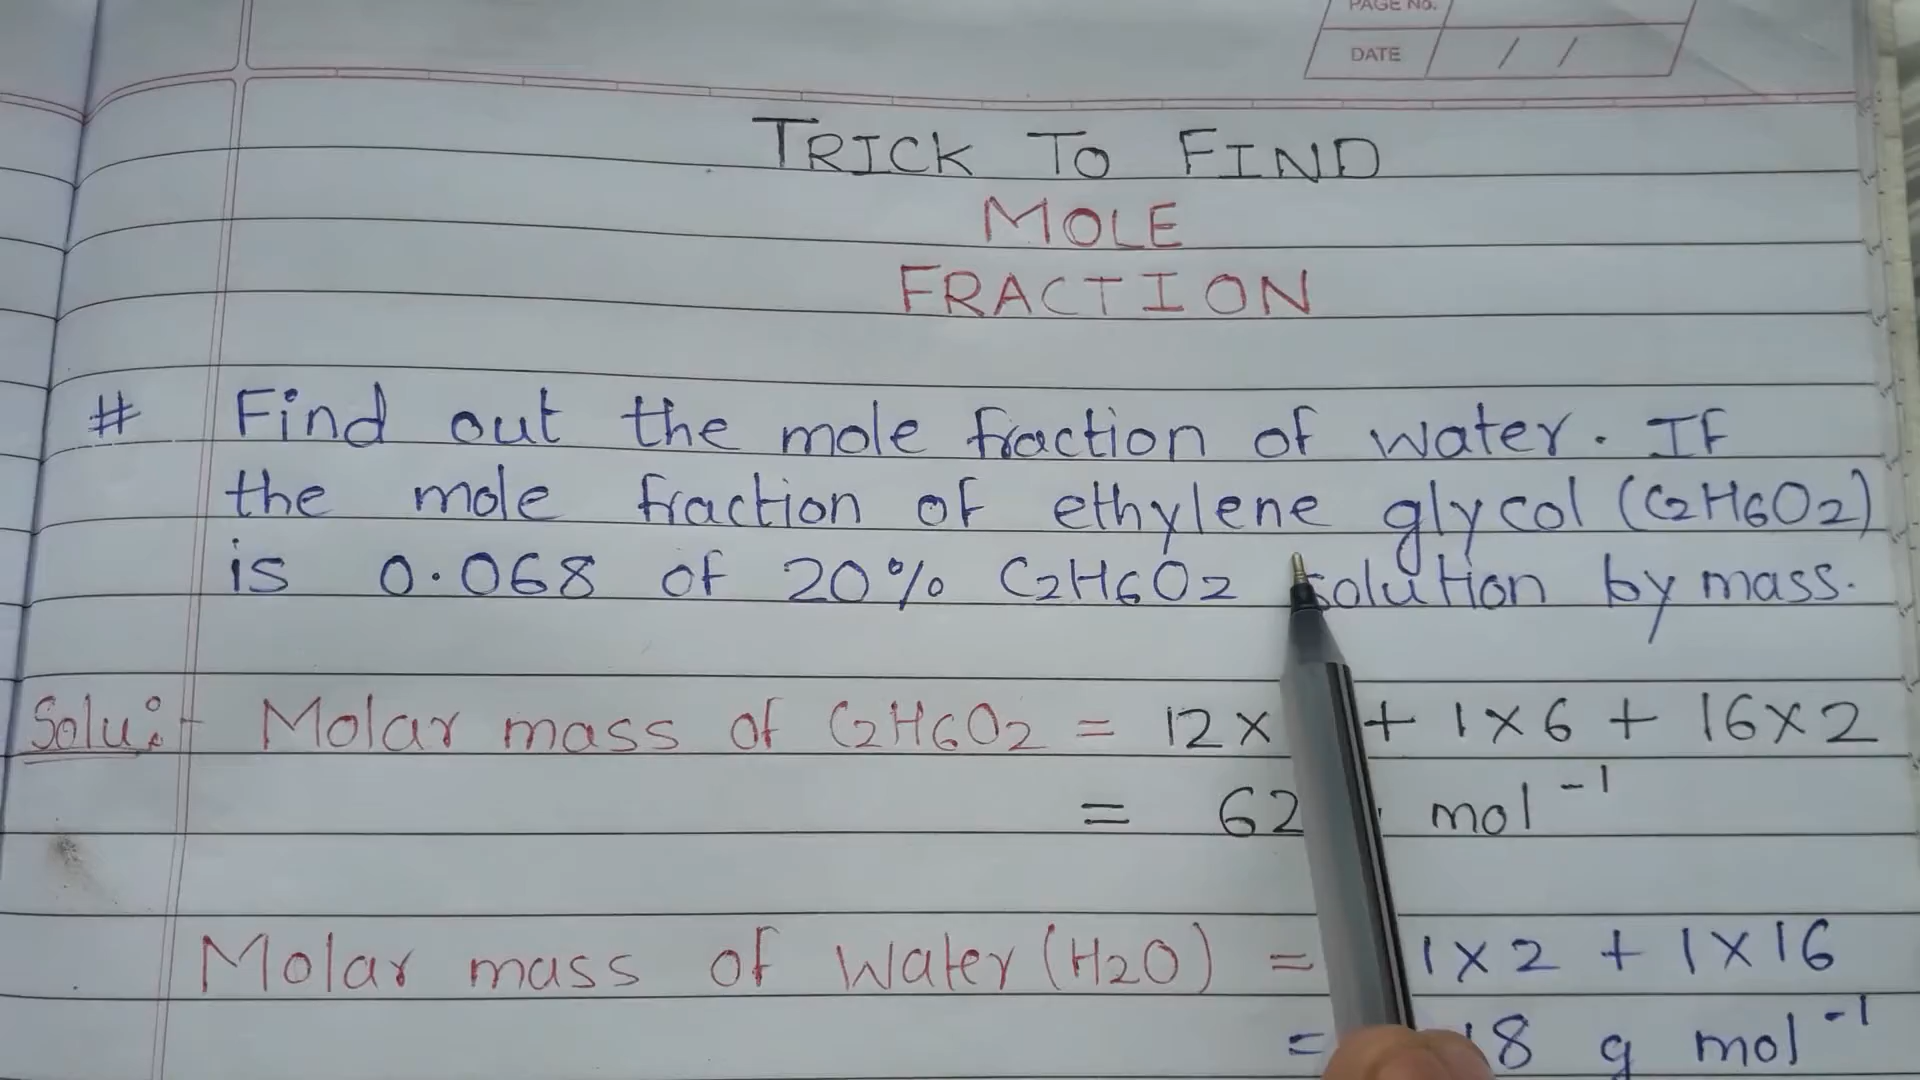 PAGE No.
DATE / /
TRICK TO FIND
MOLE
FRACTION
# Find out the mole fraction of water. If
the mole fraction of ethylene glycol (C2H6O2)
is 0.068 of 20% C2H6O2 solution by mass.
Solu:- Molar mass of C2H6O2 = 12 x + 1 x 6 + 16 x 2
= 62 mol⁻¹
Molar mass of water (H2O) = 1 x 2 + 1 x 16
= 18 g mol⁻¹